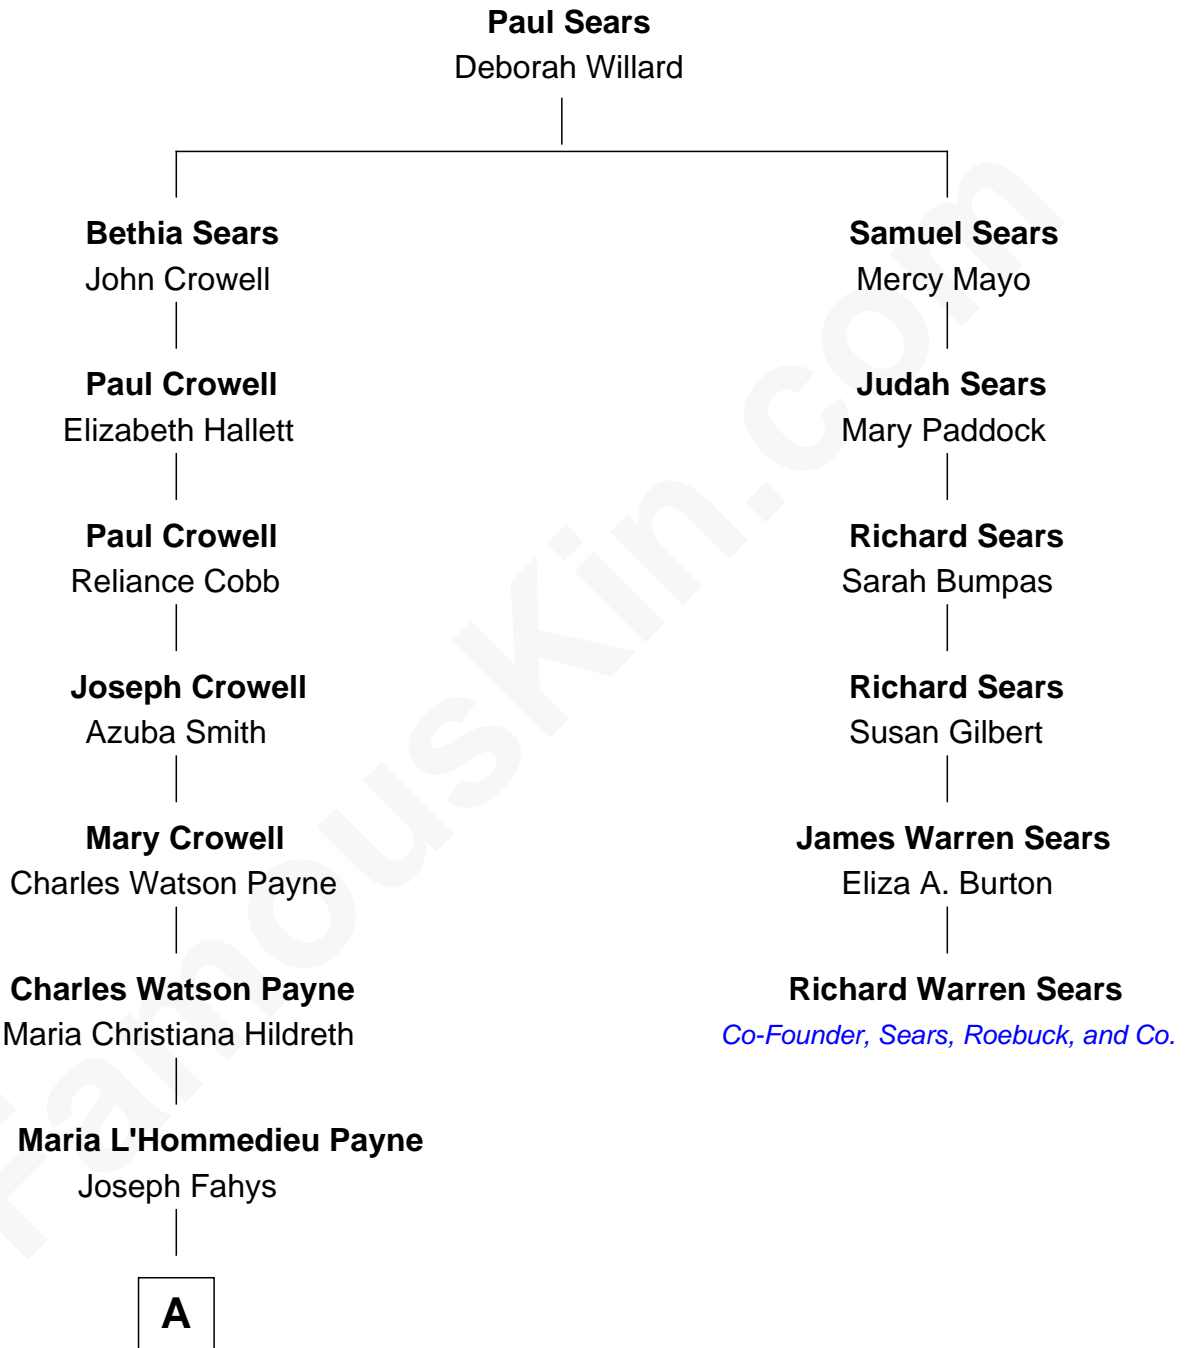 Paul Sears
Deborah Willard
Bethia Sears
John Crowell
Samuel Sears
Mercy Mayo
Paul Crowell
Elizabeth Hallett
Judah Sears
Mary Paddock
Paul Crowell
Reliance Cobb
Richard Sears
Sarah Bumpas
Joseph Crowell
Azuba Smith
Richard Sears
Susan Gilbert
Mary Crowell
Charles Watson Payne
James Warren Sears
Eliza A. Burton
Charles Watson Payne
Maria Christiana Hildreth
Richard Warren Sears
Co-Founder, Sears, Roebuck, and Co.
Maria L'Hommedieu Payne
Joseph Fahys
A
FamousKin.com